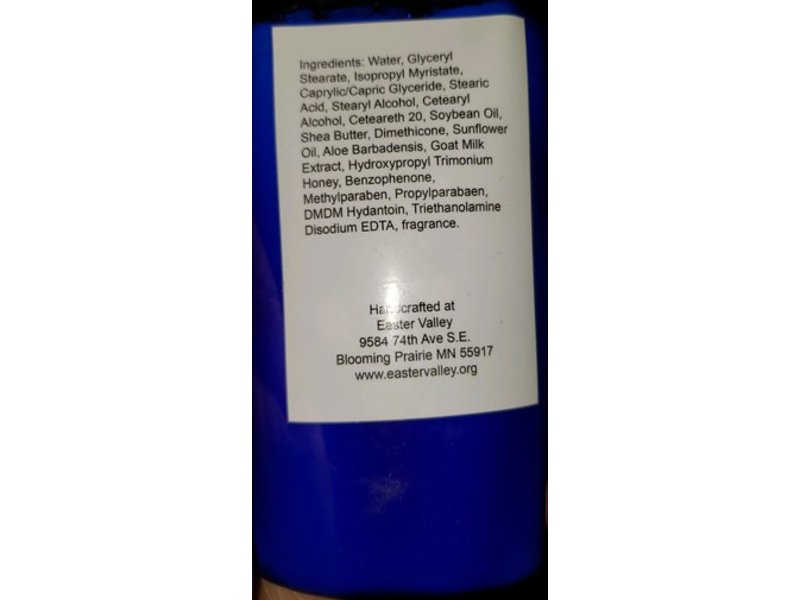 Ingredients: Water, Glyceryl
Stearate, Isopropyl Myristate,
Caprylic/Capric Glyceride, Stearic
Acid, Stearyl Alcohol, Cetearyl
Alcohol, Ceteareth 20, Soybean Oil,
Shea Butter, Dimethicone, Sunflower
Oil, Aloe Barbadensis, Goat Milk
Extract, Hydroxypropyl Trimonium
Honey, Benzophenone,
Methylparaben, Propylparabaen,
DMDM Hydantoin, Triethanolamine
Disodium EDTA, fragrance.
Handcrafted at
Easter Valley
9584 74th Ave S.E.
Blooming Prairie MN 55917
www.eastervalley.org